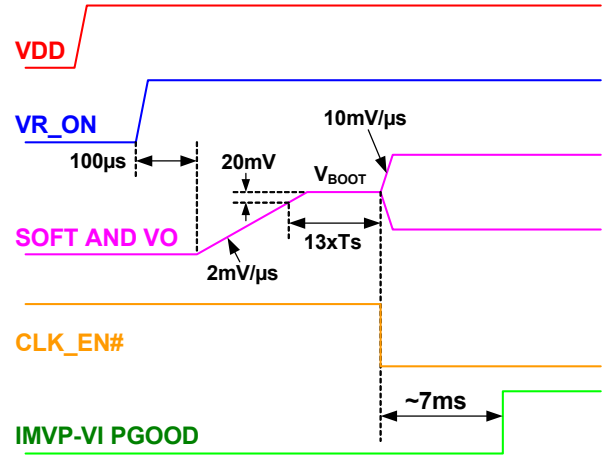 VDD
10mV/µs
VR_ON
100µs
20mV
VBOOT
SOFT AND VO
13xTs
2mV/µs
CLK_EN#
~7ms
IMVP-VI PGOOD